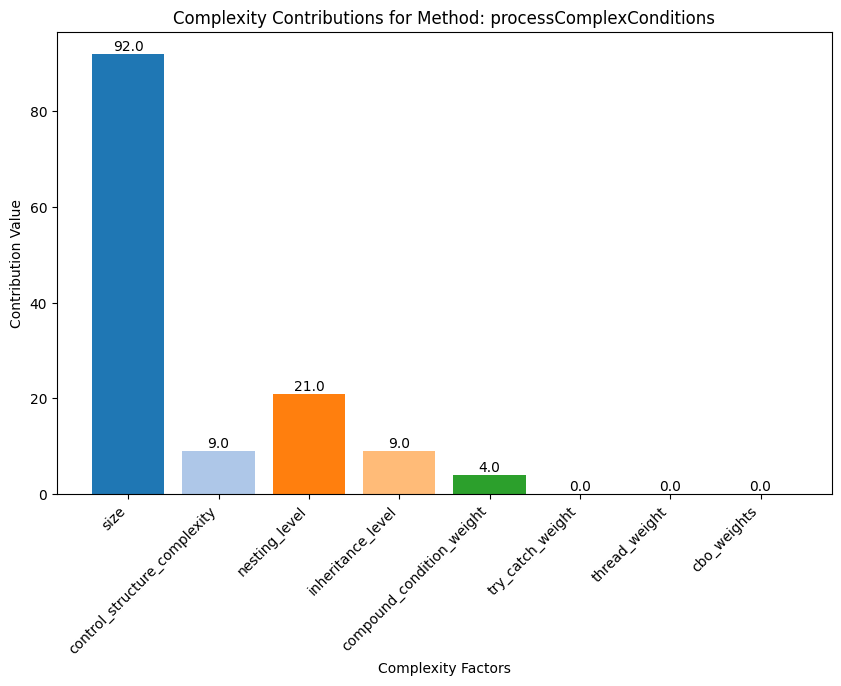 Complexity Contributions for Method: processComplexConditions
92.0
80
60
40
20
0
Contribution Value
9.0
21.0
9.0
4.0
0.0
0.0
0.0
size
control_structure_complexity
nesting_level
inheritance_level
compound_condition_weight
try_catch_weight
thread_weight
cbo_weights
Complexity Factors